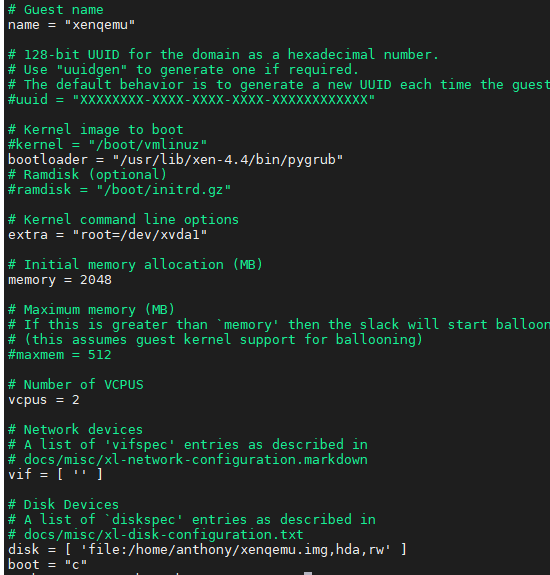 # Guest name
name = "xenqemu"
# 128-bit UUID for the domain as a hexadecimal number.
# Use "uuidgen" to generate one if required.
# The default behavior is to generate a new UUID each time the guest
#uuid = "XXXXXXXX-XXXX-XXXX-XXXX-XXXXXXXXXXXX"
# Kernel image to boot
#kernel = "/boot/vmlinuz"
bootloader = "/usr/lib/xen-4.4/bin/pygrub"
# Ramdisk (optional)
#ramdisk = "/boot/initrd.gz"
# Kernel command line options
extra = "root=/dev/xvda1"
# Initial memory allocation (MB)
memory = 2048
# Maximum memory (MB)
# If this is greater than `memory' then the slack will start balloon
# (this assumes guest kernel support for ballooning)
#maxmem = 512
# Number of VCPUS
vcpus = 2
# Network devices
# A list of 'vifspec' entries as described in
# docs/misc/xl-network-configuration.markdown
vif = [ '' ]
# Disk Devices
# A list of `diskspec' entries as described in
# docs/misc/xl-disk-configuration.txt
disk = [ 'file:/home/anthony/xenqemu.img,hda,rw' ]
boot = "c"